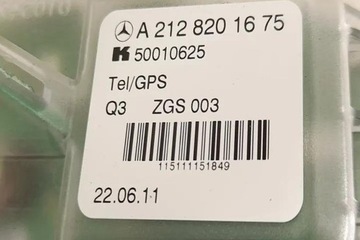 A 212 820 16 75
K 50010625
Tel/GPS
Q3 ZGS 003
115111151849
22.06.11